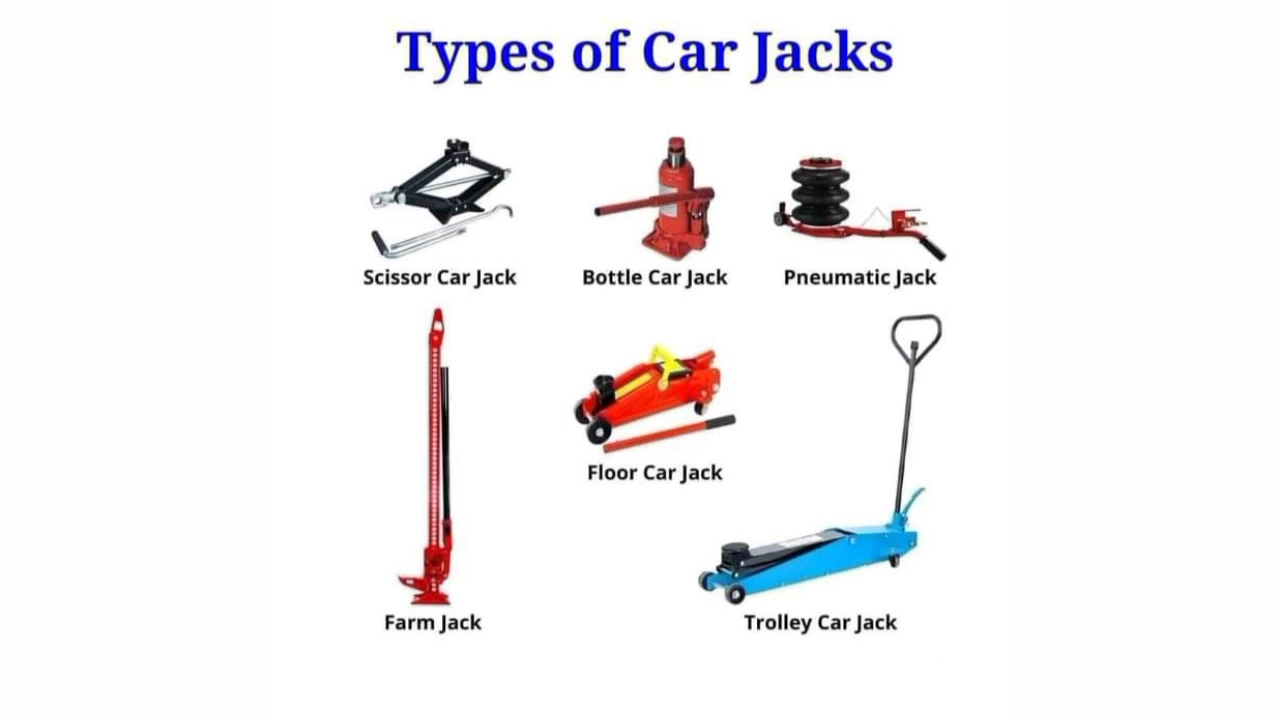 Types of Car Jacks
Scissor Car Jack
Bottle Car Jack
Pneumatic Jack
Floor Car Jack
Farm Jack
Trolley Car Jack